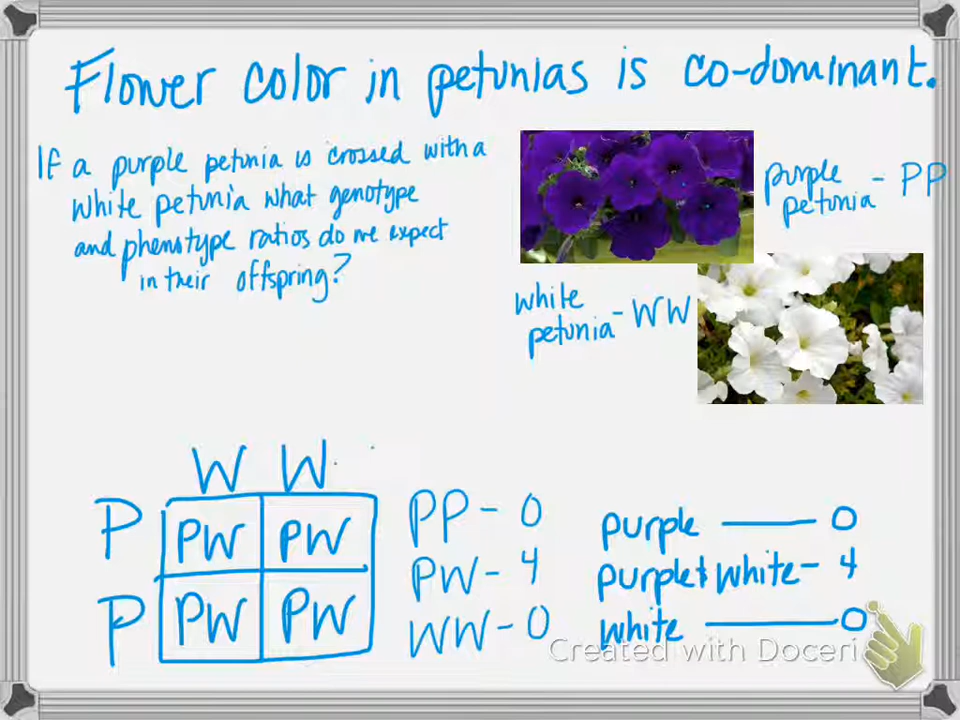 Flower color in petunias is co-dominant.
If a purple petunia is crossed with a
white petunia what genotype
and phenotype ratios do we expect
in their offspring?
purple
petunia - PP
white
petunia - WW
W W
P PW PW
P PW PW
PP - 0
PW - 4
WW - 0
purple — 0
purple & white - 4
white — 0
Created with Doceri